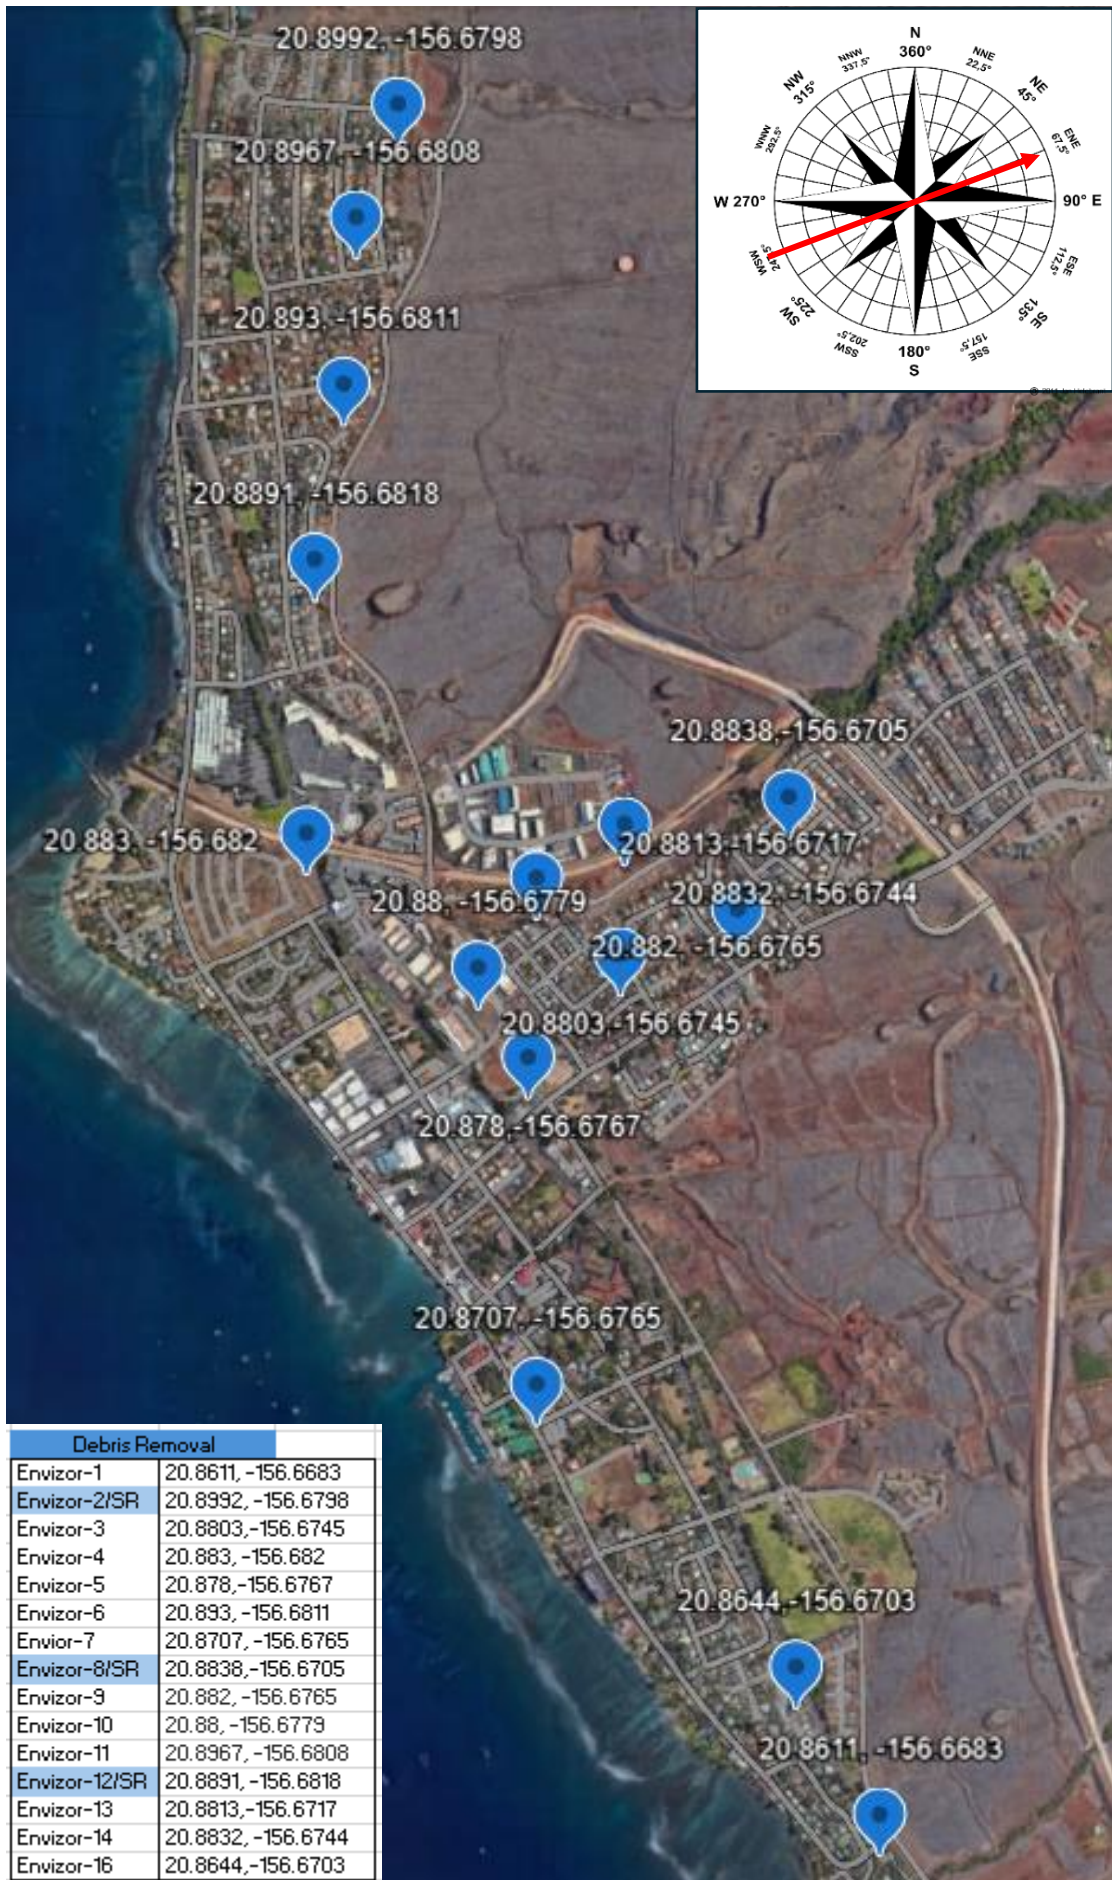 20.8992, -156.6798
20.8967, -156.6808
20.893, -156.6811
20.8891, -156.6818
N
360°
NNW
337,5°
NNE
22,5°
NW
315°
NE
45°
WNW
292,5°
ENE
67,5°
W 270°
90° E
WSW
ESE
112,5°
SW
225°
SE
135°
SSW
202,5°
SSE
157,5°
180°
S
20.8838,-156.6705
20.883, -156.682
20.8813,-156.6717
20.88, -156.6779
20.8832, -156.6744
20.882, -156.6765
20.8803,-156.6745
20.878,-156.6767
20.8707, -156.6765
20.8644,-156.6703
20.8611, -156.6683
Debris Removal
Envizor-1 20.8611, -156.6683
Envizor-2/SR 20.8992, -156.6798
Envizor-3 20.8803,-156.6745
Envizor-4 20.883, -156.682
Envizor-5 20.878,-156.6767
Envizor-6 20.893, -156.6811
Envior-7 20.8707, -156.6765
Envizor-8/SR 20.8838,-156.6705
Envizor-9 20.882, -156.6765
Envizor-10 20.88, -156.6779
Envizor-11 20.8967, -156.6808
Envizor-12/SR 20.8891, -156.6818
Envizor-13 20.8813,-156.6717
Envizor-14 20.8832, -156.6744
Envizor-16 20.8644,-156.6703